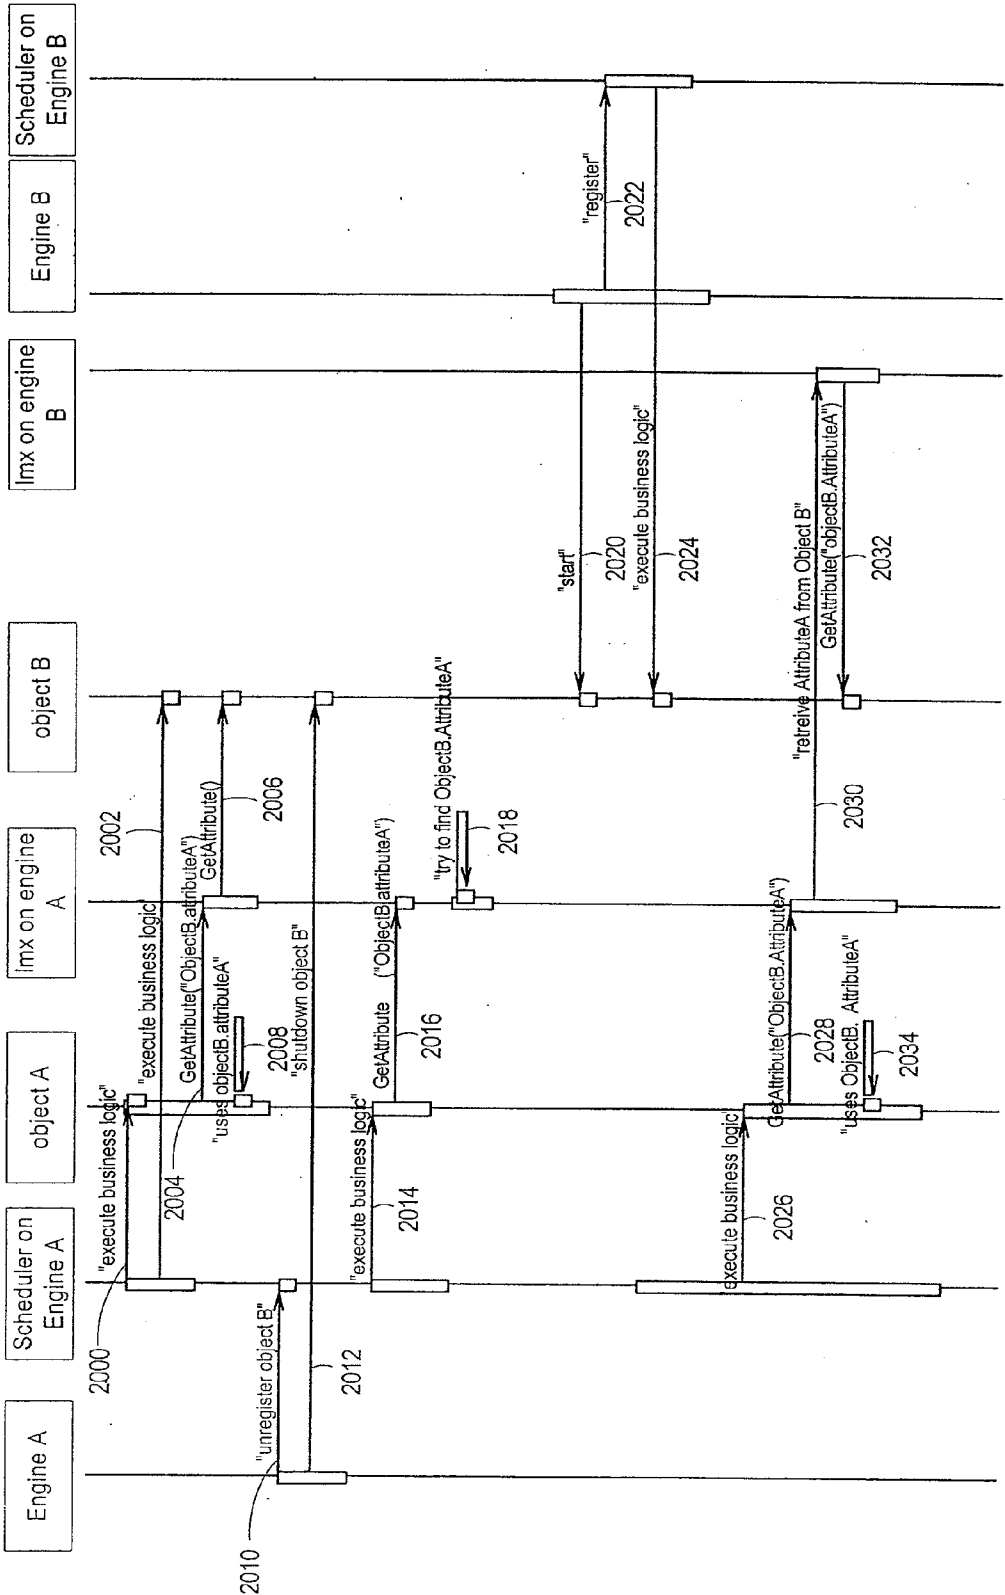 Engine A
Scheduler on
Engine A
object A
Imx on engine
A
object B
Imx on engine
B
Engine B
Scheduler on
Engine B
2000
"execute business logic"
"execute business logic"
2002
2004
GetAttribute("ObjectB.attributeA")
GetAttribute()
2006
"uses objectB.attributeA"
2008
2010
"unregister object B"
"shutdown object B"
2012
"execute business logic"
2014
GetAttribute ("ObjectB.attributeA")
2016
"try to find ObjectB.AttributeA"
2018
"start"
2020
"register"
2022
"execute business logic"
2024
execute business logic"
2026
GetAttribute("ObjectB.AttributeA")
2028
"retreive AttributeA from Object B"
2030
GetAttribute("objectB.AttributeA")
2032
"uses ObjectB. AttributeA"
2034